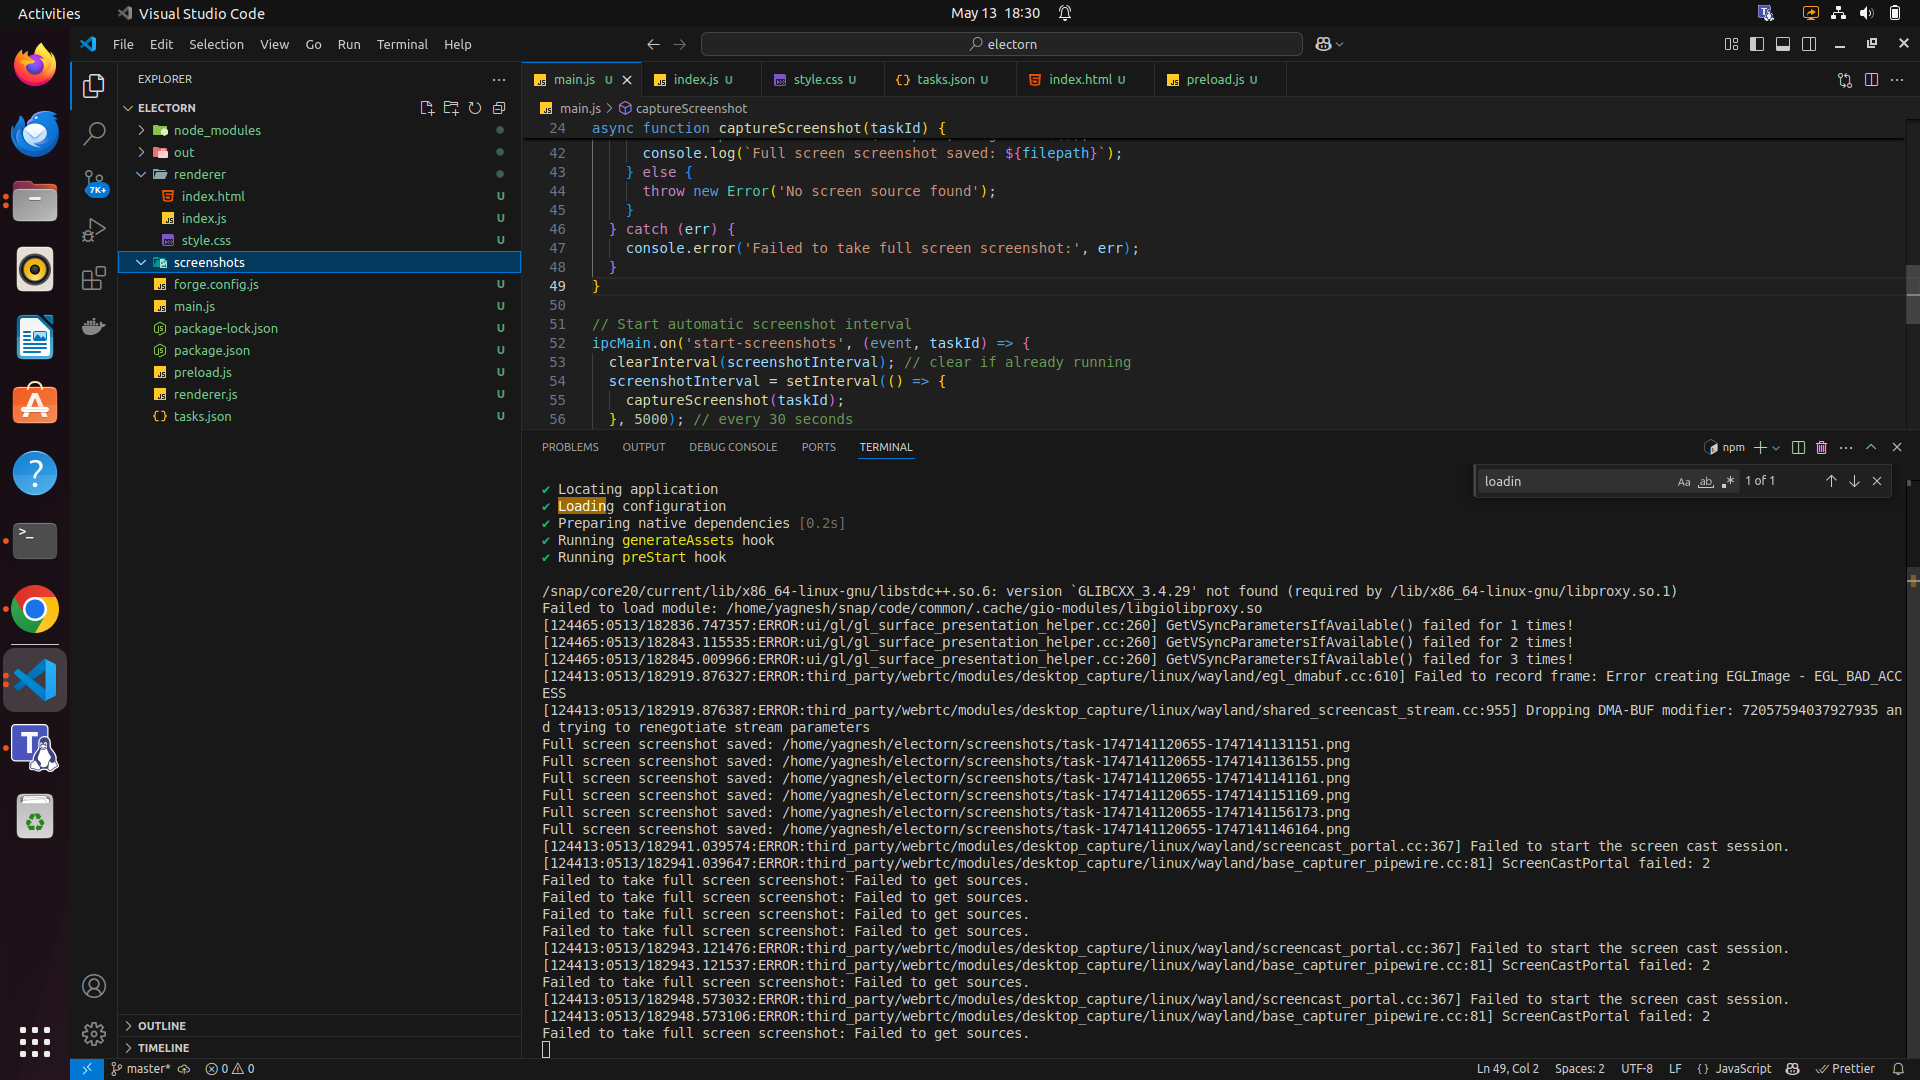 Activities
Visual Studio Code
May 13 18:30
File Edit Selection View Go Run Terminal Help
electorn
EXPLORER
ELECTORN
node_modules
out
renderer
index.html U
index.js U
style.css U
screenshots
forge.config.js U
main.js U
package-lock.json U
package.json U
preload.js U
renderer.js U
tasks.json U
OUTLINE
TIMELINE
7K+
main.js U
index.js U
style.css U
tasks.json U
index.html U
preload.js U
main.js > captureScreenshot
24 async function captureScreenshot(taskId) {
42 console.log(`Full screen screenshot saved: ${filepath}`);
43 } else {
44 throw new Error('No screen source found');
45 }
46 } catch (err) {
47 console.error('Failed to take full screen screenshot:', err);
48 }
49 }
50
51 // Start automatic screenshot interval
52 ipcMain.on('start-screenshots', (event, taskId) => {
53 clearInterval(screenshotInterval); // clear if already running
54 screenshotInterval = setInterval(() => {
55 captureScreenshot(taskId);
56 }, 5000); // every 30 seconds
PROBLEMS OUTPUT DEBUG CONSOLE PORTS TERMINAL
npm
loadin
Aa ab 1 of 1
✔ Locating application
✔ Loading configuration
✔ Preparing native dependencies [0.2s]
✔ Running generateAssets hook
✔ Running preStart hook
/snap/core20/current/lib/x86_64-linux-gnu/libstdc++.so.6: version `GLIBCXX_3.4.29' not found (required by /lib/x86_64-linux-gnu/libproxy.so.1)
Failed to load module: /home/yagnesh/snap/code/common/.cache/gio-modules/libgiolibproxy.so
[124465:0513/182836.747357:ERROR:ui/gl/gl_surface_presentation_helper.cc:260] GetVSyncParametersIfAvailable() failed for 1 times!
[124465:0513/182843.115535:ERROR:ui/gl/gl_surface_presentation_helper.cc:260] GetVSyncParametersIfAvailable() failed for 2 times!
[124465:0513/182845.009966:ERROR:ui/gl/gl_surface_presentation_helper.cc:260] GetVSyncParametersIfAvailable() failed for 3 times!
[124413:0513/182919.876327:ERROR:third_party/webrtc/modules/desktop_capture/linux/wayland/egl_dmabuf.cc:610] Failed to record frame: Error creating EGLImage - EGL_BAD_ACC
ESS
[124413:0513/182919.876387:ERROR:third_party/webrtc/modules/desktop_capture/linux/wayland/shared_screencast_stream.cc:955] Dropping DMA-BUF modifier: 72057594037927935 an
d trying to renegotiate stream parameters
Full screen screenshot saved: /home/yagnesh/electorn/screenshots/task-1747141120655-1747141131151.png
Full screen screenshot saved: /home/yagnesh/electorn/screenshots/task-1747141120655-1747141136155.png
Full screen screenshot saved: /home/yagnesh/electorn/screenshots/task-1747141120655-1747141141161.png
Full screen screenshot saved: /home/yagnesh/electorn/screenshots/task-1747141120655-1747141151169.png
Full screen screenshot saved: /home/yagnesh/electorn/screenshots/task-1747141120655-1747141156173.png
Full screen screenshot saved: /home/yagnesh/electorn/screenshots/task-1747141120655-1747141146164.png
[124413:0513/182941.039574:ERROR:third_party/webrtc/modules/desktop_capture/linux/wayland/screencast_portal.cc:367] Failed to start the screen cast session.
[124413:0513/182941.039647:ERROR:third_party/webrtc/modules/desktop_capture/linux/wayland/base_capturer_pipewire.cc:81] ScreenCastPortal failed: 2
Failed to take full screen screenshot: Failed to get sources.
Failed to take full screen screenshot: Failed to get sources.
Failed to take full screen screenshot: Failed to get sources.
Failed to take full screen screenshot: Failed to get sources.
[124413:0513/182943.121476:ERROR:third_party/webrtc/modules/desktop_capture/linux/wayland/screencast_portal.cc:367] Failed to start the screen cast session.
[124413:0513/182943.121537:ERROR:third_party/webrtc/modules/desktop_capture/linux/wayland/base_capturer_pipewire.cc:81] ScreenCastPortal failed: 2
Failed to take full screen screenshot: Failed to get sources.
[124413:0513/182948.573032:ERROR:third_party/webrtc/modules/desktop_capture/linux/wayland/screencast_portal.cc:367] Failed to start the screen cast session.
[124413:0513/182948.573106:ERROR:third_party/webrtc/modules/desktop_capture/linux/wayland/base_capturer_pipewire.cc:81] ScreenCastPortal failed: 2
Failed to take full screen screenshot: Failed to get sources.
master* 0 0
Ln 49, Col 2 Spaces: 2 UTF-8 LF {} JavaScript Prettier